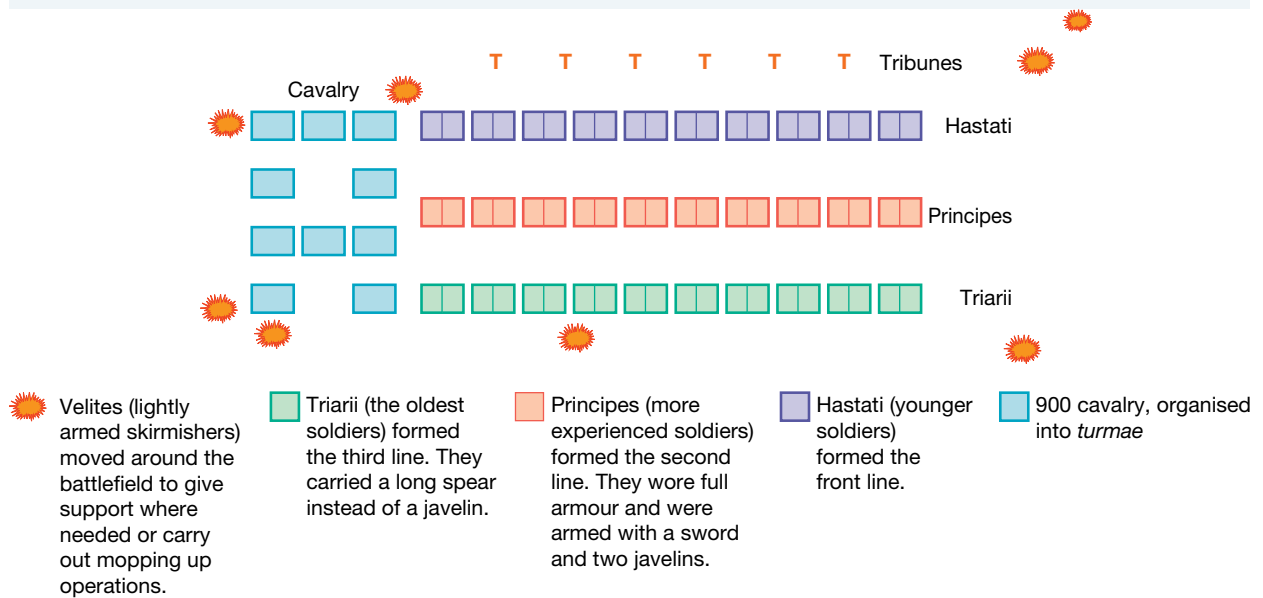 T T T T T T Tribunes
Cavalry
Hastati
Principes
Triarii
Velites (lightly
armed skirmishers)
moved around the
battlefield to give
support where
needed or carry
out mopping up
operations.
Triarii (the oldest
soldiers) formed
the third line. They
carried a long spear
instead of a javelin.
Principes (more
experienced soldiers)
formed the second
line. They wore full
armour and were
armed with a sword
and two javelins.
Hastati (younger
soldiers)
formed the
front line.
900 cavalry, organised
into turmae